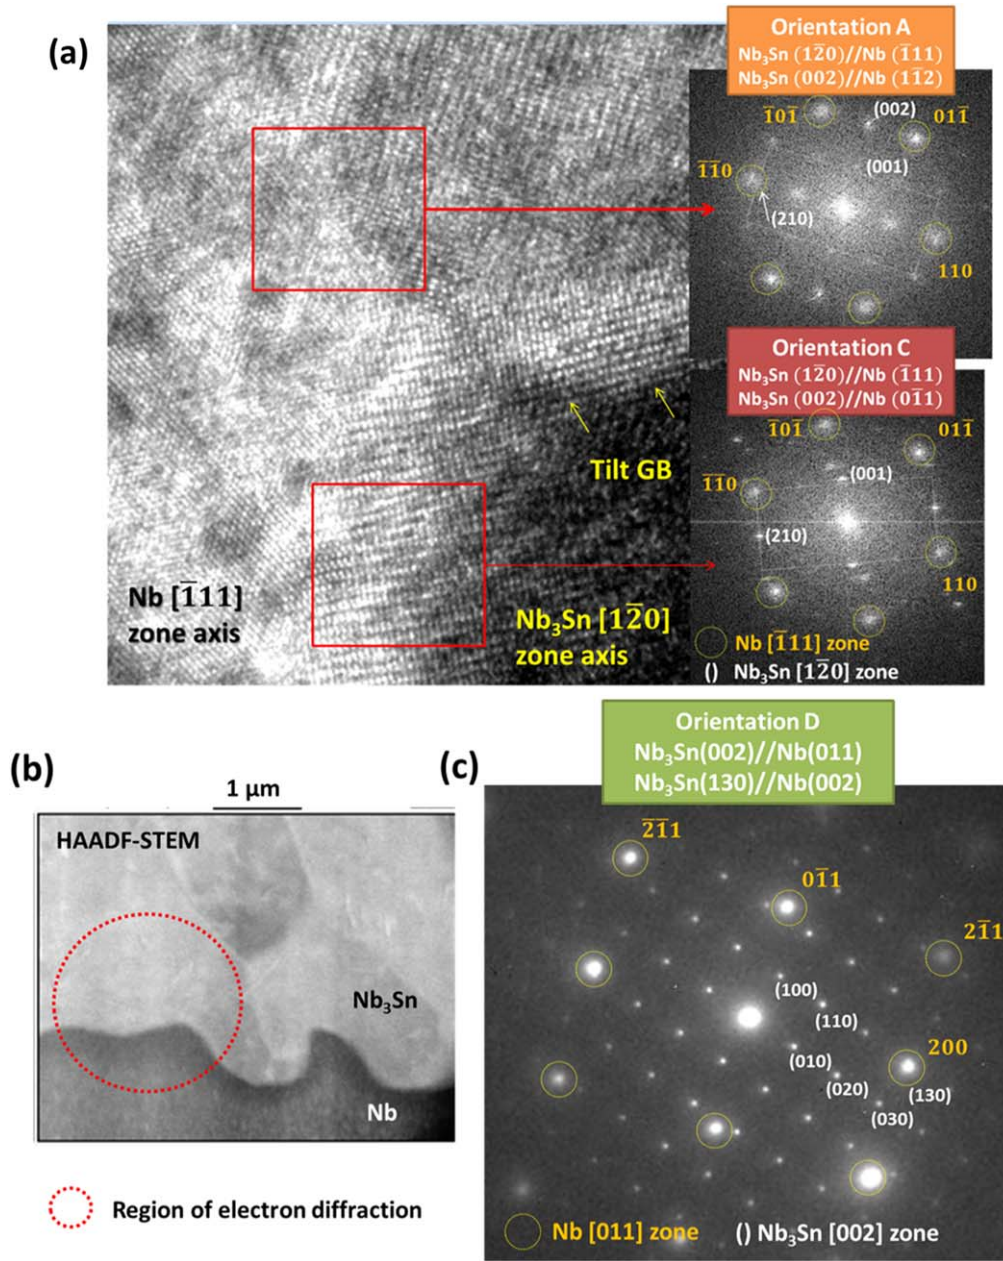 (a)
Orientation A
Nb₃Sn (12̅0)//Nb (1̅11)
Nb₃Sn (002)//Nb (11̅2)
1̅01̅
(002)
011̅
1̅1̅0
(001)
(210)
110
Orientation C
Nb₃Sn (12̅0)//Nb (1̅11)
Nb₃Sn (002)//Nb (01̅1)
1̅01̅
011̅
(001)
1̅1̅0
(210)
110
Tilt GB
Nb [1̅11]
zone axis
Nb₃Sn [12̅0]
zone axis
Nb [1̅11] zone
() Nb₃Sn [12̅0] zone
(b)
1 µm
HAADF-STEM
Nb₃Sn
Nb
Region of electron diffraction
(c)
Orientation D
Nb₃Sn(002)//Nb(011)
Nb₃Sn(130)//Nb(002)
2̅1̅1
01̅1
21̅1
(100)
(110)
(010)
200
(020)
(130)
(030)
Nb [011] zone
() Nb₃Sn [002] zone